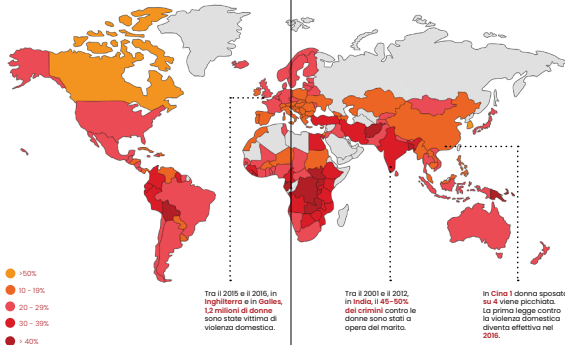 >50%
10 - 19%
20 - 29%
30 - 39%
> 40%
Tra il 2015 e il 2016, in
Inghilterra e in Galles,
1,2 milioni di donne
sono state vittima di
violenza domestica.
Tra il 2001 e il 2012,
in India, il 45-50%
dei crimini contro le
donne sono stati a
opera del marito.
In Cina 1 donna sposata
su 4 viene picchiata.
La prima legge contro
la violenza domestica
diventa effettiva nel
2016.